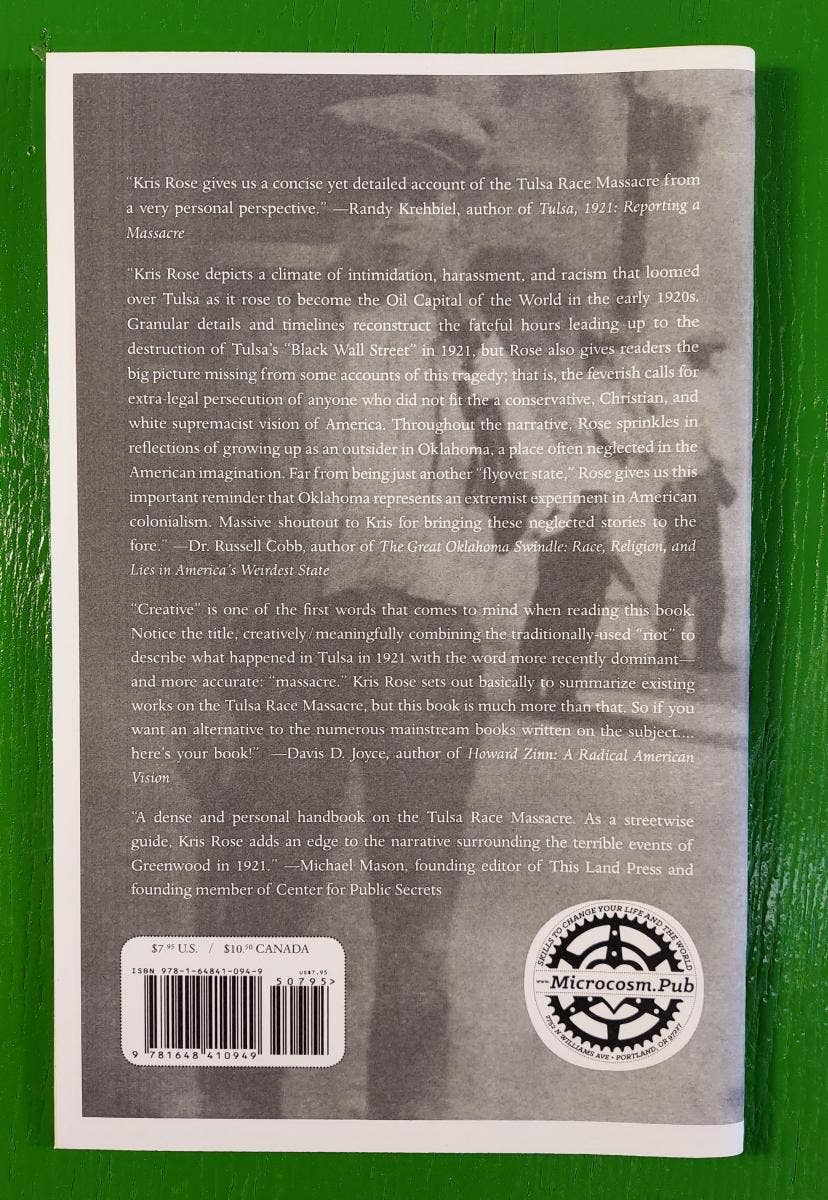 “Kris Rose gives us a concise yet detailed account of the Tulsa Race Massacre from
a very personal perspective.” —Randy Krehbiel, author of Tulsa, 1921: Reporting a
Massacre
“Kris Rose depicts a climate of intimidation, harassment, and racism that loomed
over Tulsa as it rose to become the Oil Capital of the World in the early 1920s.
Granular details and timelines reconstruct the fateful hours leading up to the
destruction of Tulsa’s “Black Wall Street” in 1921, but Rose also gives readers the
big picture missing from some accounts of this tragedy; that is, the feverish calls for
extra-legal persecution of anyone who did not fit the a conservative, Christian, and
white supremacist vision of America. Throughout the narrative, Rose sprinkles in
reflections of growing up as an outsider in Oklahoma, a place often neglected in the
American imagination. Far from being just another “flyover state,” Rose gives us this
important reminder that Oklahoma represents an extremist experiment in American
colonialism. Massive shoutout to Kris for bringing these neglected stories to the
fore.” —Dr. Russell Cobb, author of The Great Oklahoma Swindle: Race, Religion, and
Lies in America’s Weirdest State
“Creative” is one of the first words that comes to mind when reading this book.
Notice the title, creatively/meaningfully combining the traditionally-used “riot” to
describe what happened in Tulsa in 1921 with the word more recently dominant—
and more accurate: “massacre.” Kris Rose sets out basically to summarize existing
works on the Tulsa Race Massacre, but this book is much more than that. So if you
want an alternative to the numerous mainstream books written on the subject....
here’s your book!” —Davis D. Joyce, author of Howard Zinn: A Radical American
Vision
“A dense and personal handbook on the Tulsa Race Massacre. As a streetwise
guide, Kris Rose adds an edge to the narrative surrounding the terrible events of
Greenwood in 1921.” —Michael Mason, founding editor of This Land Press and
founding member of Center for Public Secrets
$7.95 U.S. / $10.50 CANADA
ISBN 978-1-64841-094-9
US$7.95
50795>
9 781648 410949
SKILLS TO CHANGE YOUR LIFE AND THE WORLD
www.Microcosm.Pub
2752 N WILLIAMS AVE • PORTLAND, OR 97227